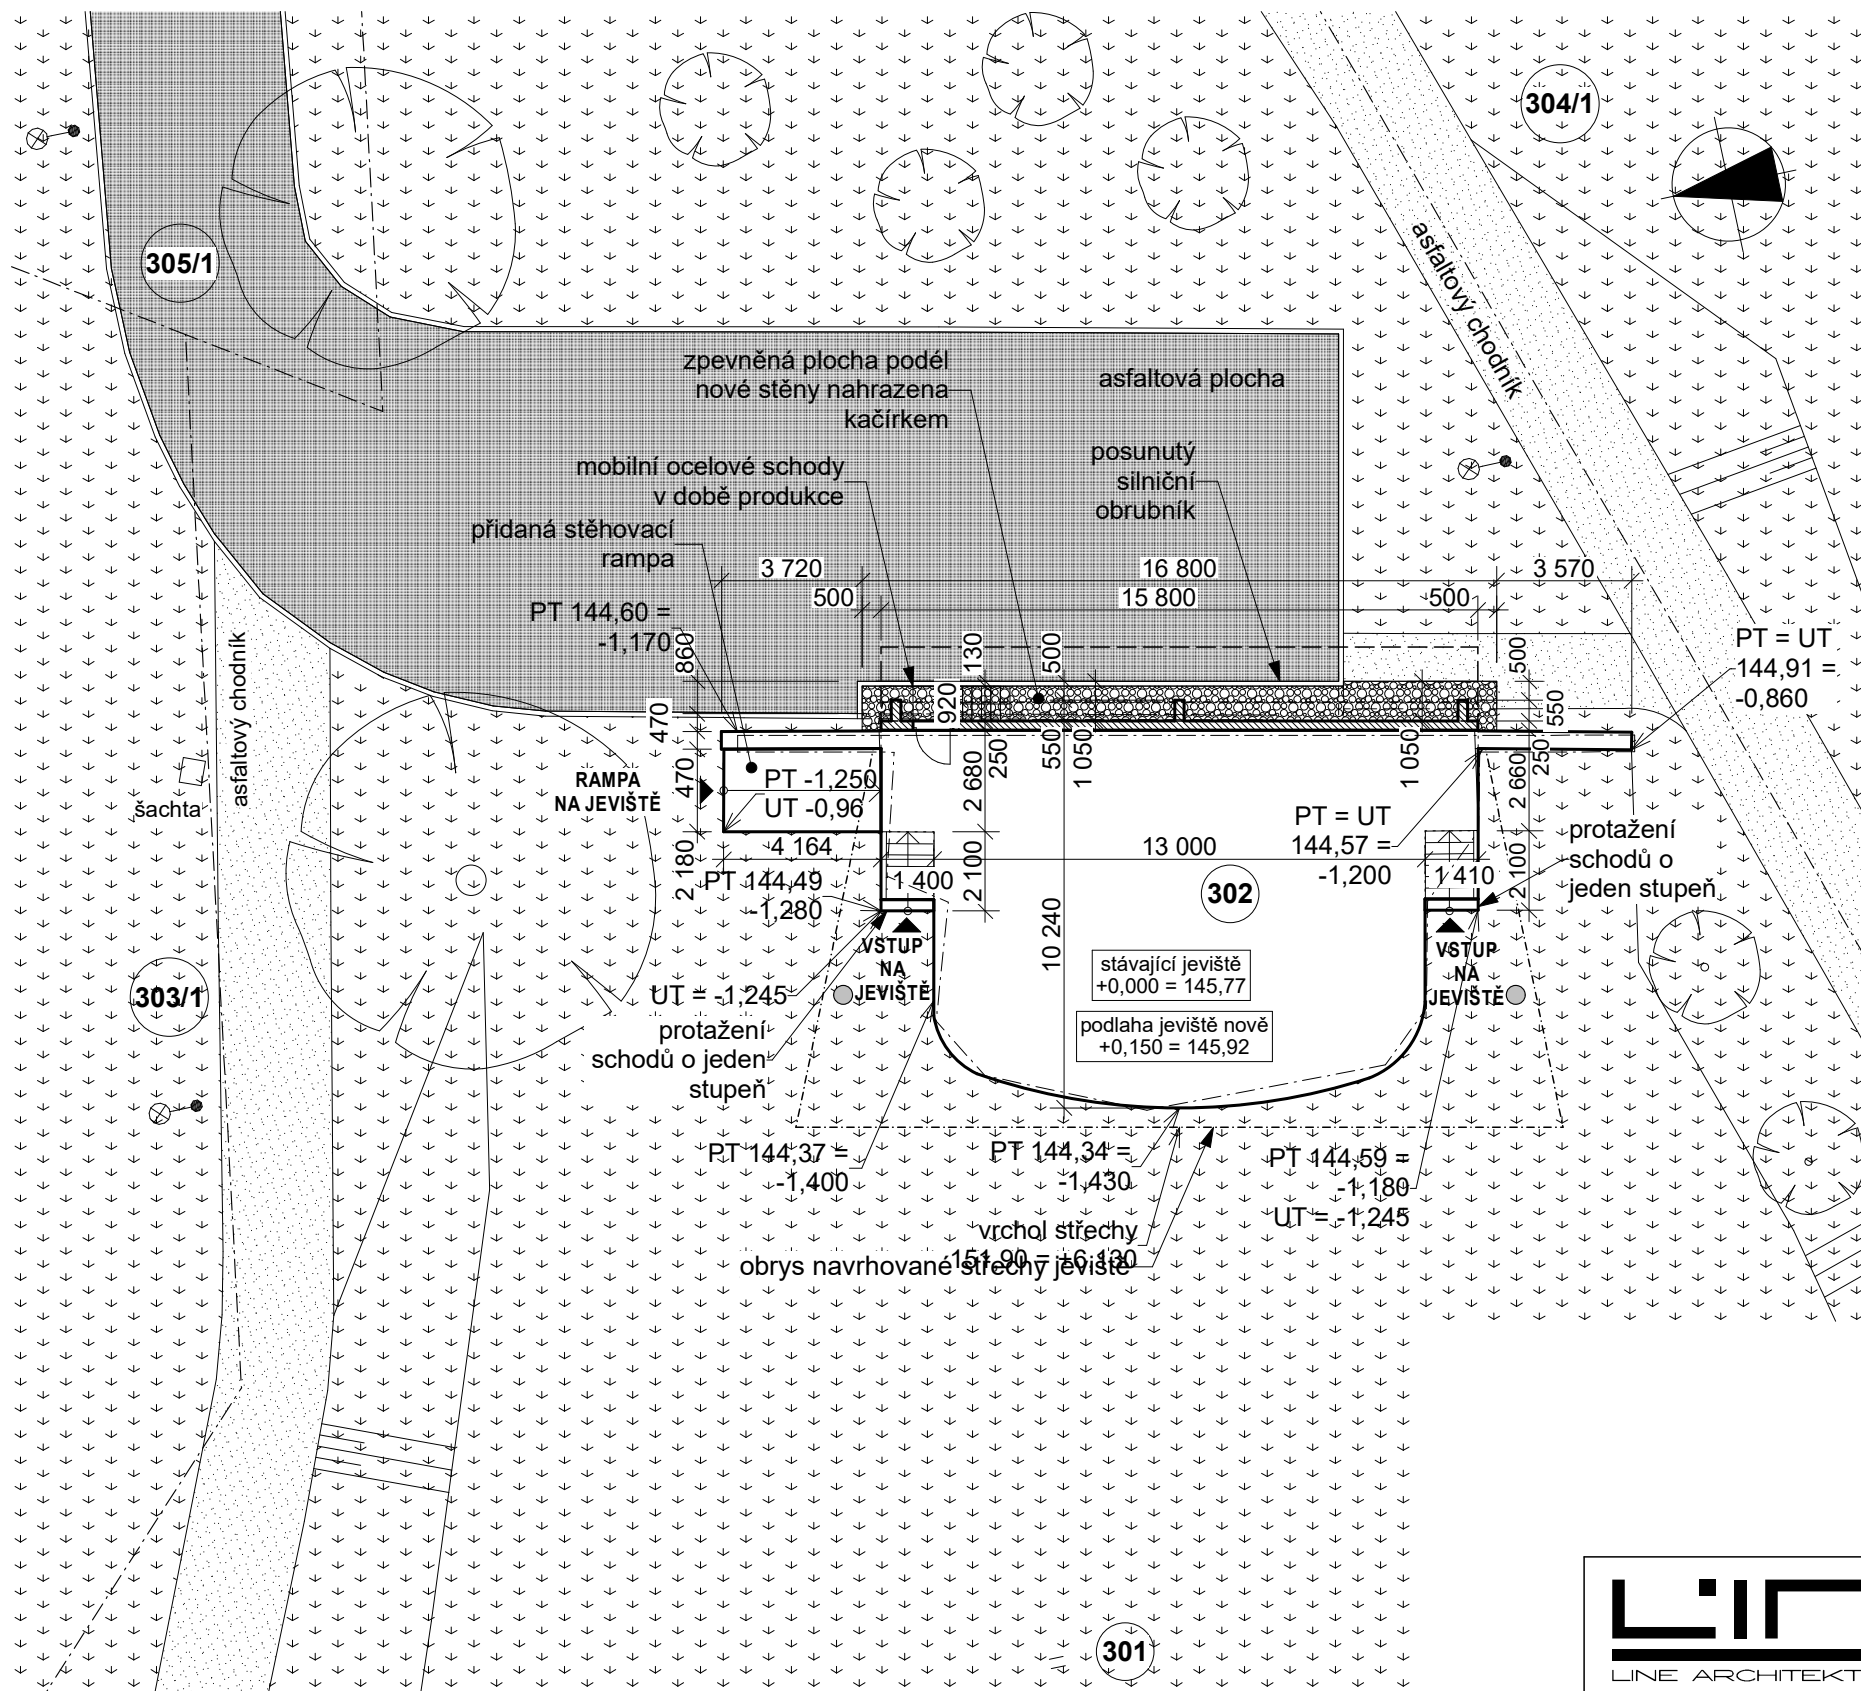 304/1
305/1
asfaltový chodník
zpevněná plocha podél
nové stěny nahrazena
kačírkem
asfaltová plocha
mobilní ocelové schody
v době produkce
posunutý
silniční
obrubník
přidaná stěhovací
rampa
3 720
16 800
3 570
500
15 800
500
PT 144,60 =
-1,170
860
130
500
500
PT = UT
144,91 =
-0,860
asfaltový chodník
470
920
550
250
550
1 050
1 050
250
RAMPA
NA JEVIŠTĚ
470
PT -1,250
UT -0,96
2 680
2 660
šachta
PT = UT
144,57 =
-1,200
protažení
schodů o
jeden stupeň
4 164
13 000
2 180
PT 144,49
-1,280
1 400
2 100
302
1 410
2 100
10 240
VSTUP
NA
JEVIŠTĚ
VSTUP
NA
JEVIŠTĚ
stávající jeviště
+0,000 = 145,77
303/1
UT = -1,245
podlaha jeviště nově
+0,150 = 145,92
protažení
schodů o jeden
stupeň
PT 144,37 =
-1,400
PT 144,34 =
-1,430
PT 144,59 =
-1,180
UT = -1,245
vrchol střechy
151,90 = +6,130
obrys navrhované střechy jeviště
301
LINE ARCHITEKT